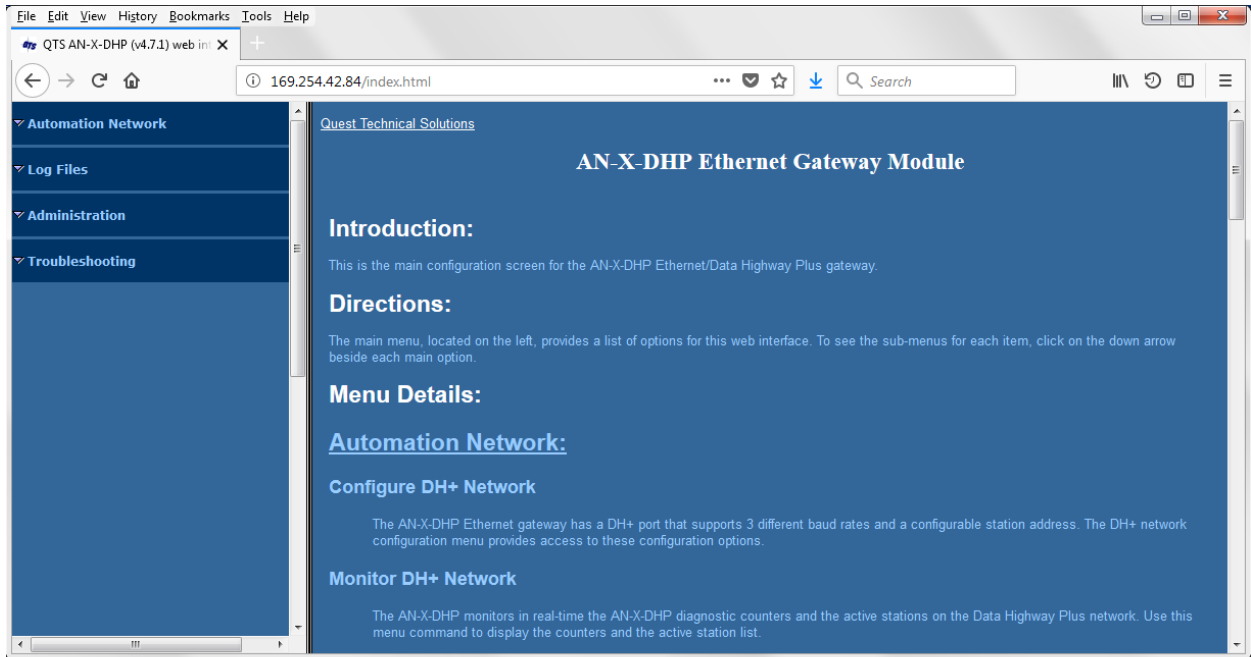 File Edit View History Bookmarks Tools Help
QTS AN-X-DHP (v4.7.1) web int
169.254.42.84/index.html
Search
Automation Network
Log Files
Administration
Troubleshooting
Quest Technical Solutions
AN-X-DHP Ethernet Gateway Module
Introduction:
This is the main configuration screen for the AN-X-DHP Ethernet/Data Highway Plus gateway.
Directions:
The main menu, located on the left, provides a list of options for this web interface. To see the sub-menus for each item, click on the down arrow
beside each main option.
Menu Details:
Automation Network:
Configure DH+ Network
The AN-X-DHP Ethernet gateway has a DH+ port that supports 3 different baud rates and a configurable station address. The DH+ network
configuration menu provides access to these configuration options.
Monitor DH+ Network
The AN-X-DHP monitors in real-time the AN-X-DHP diagnostic counters and the active stations on the Data Highway Plus network. Use this
menu command to display the counters and the active station list.